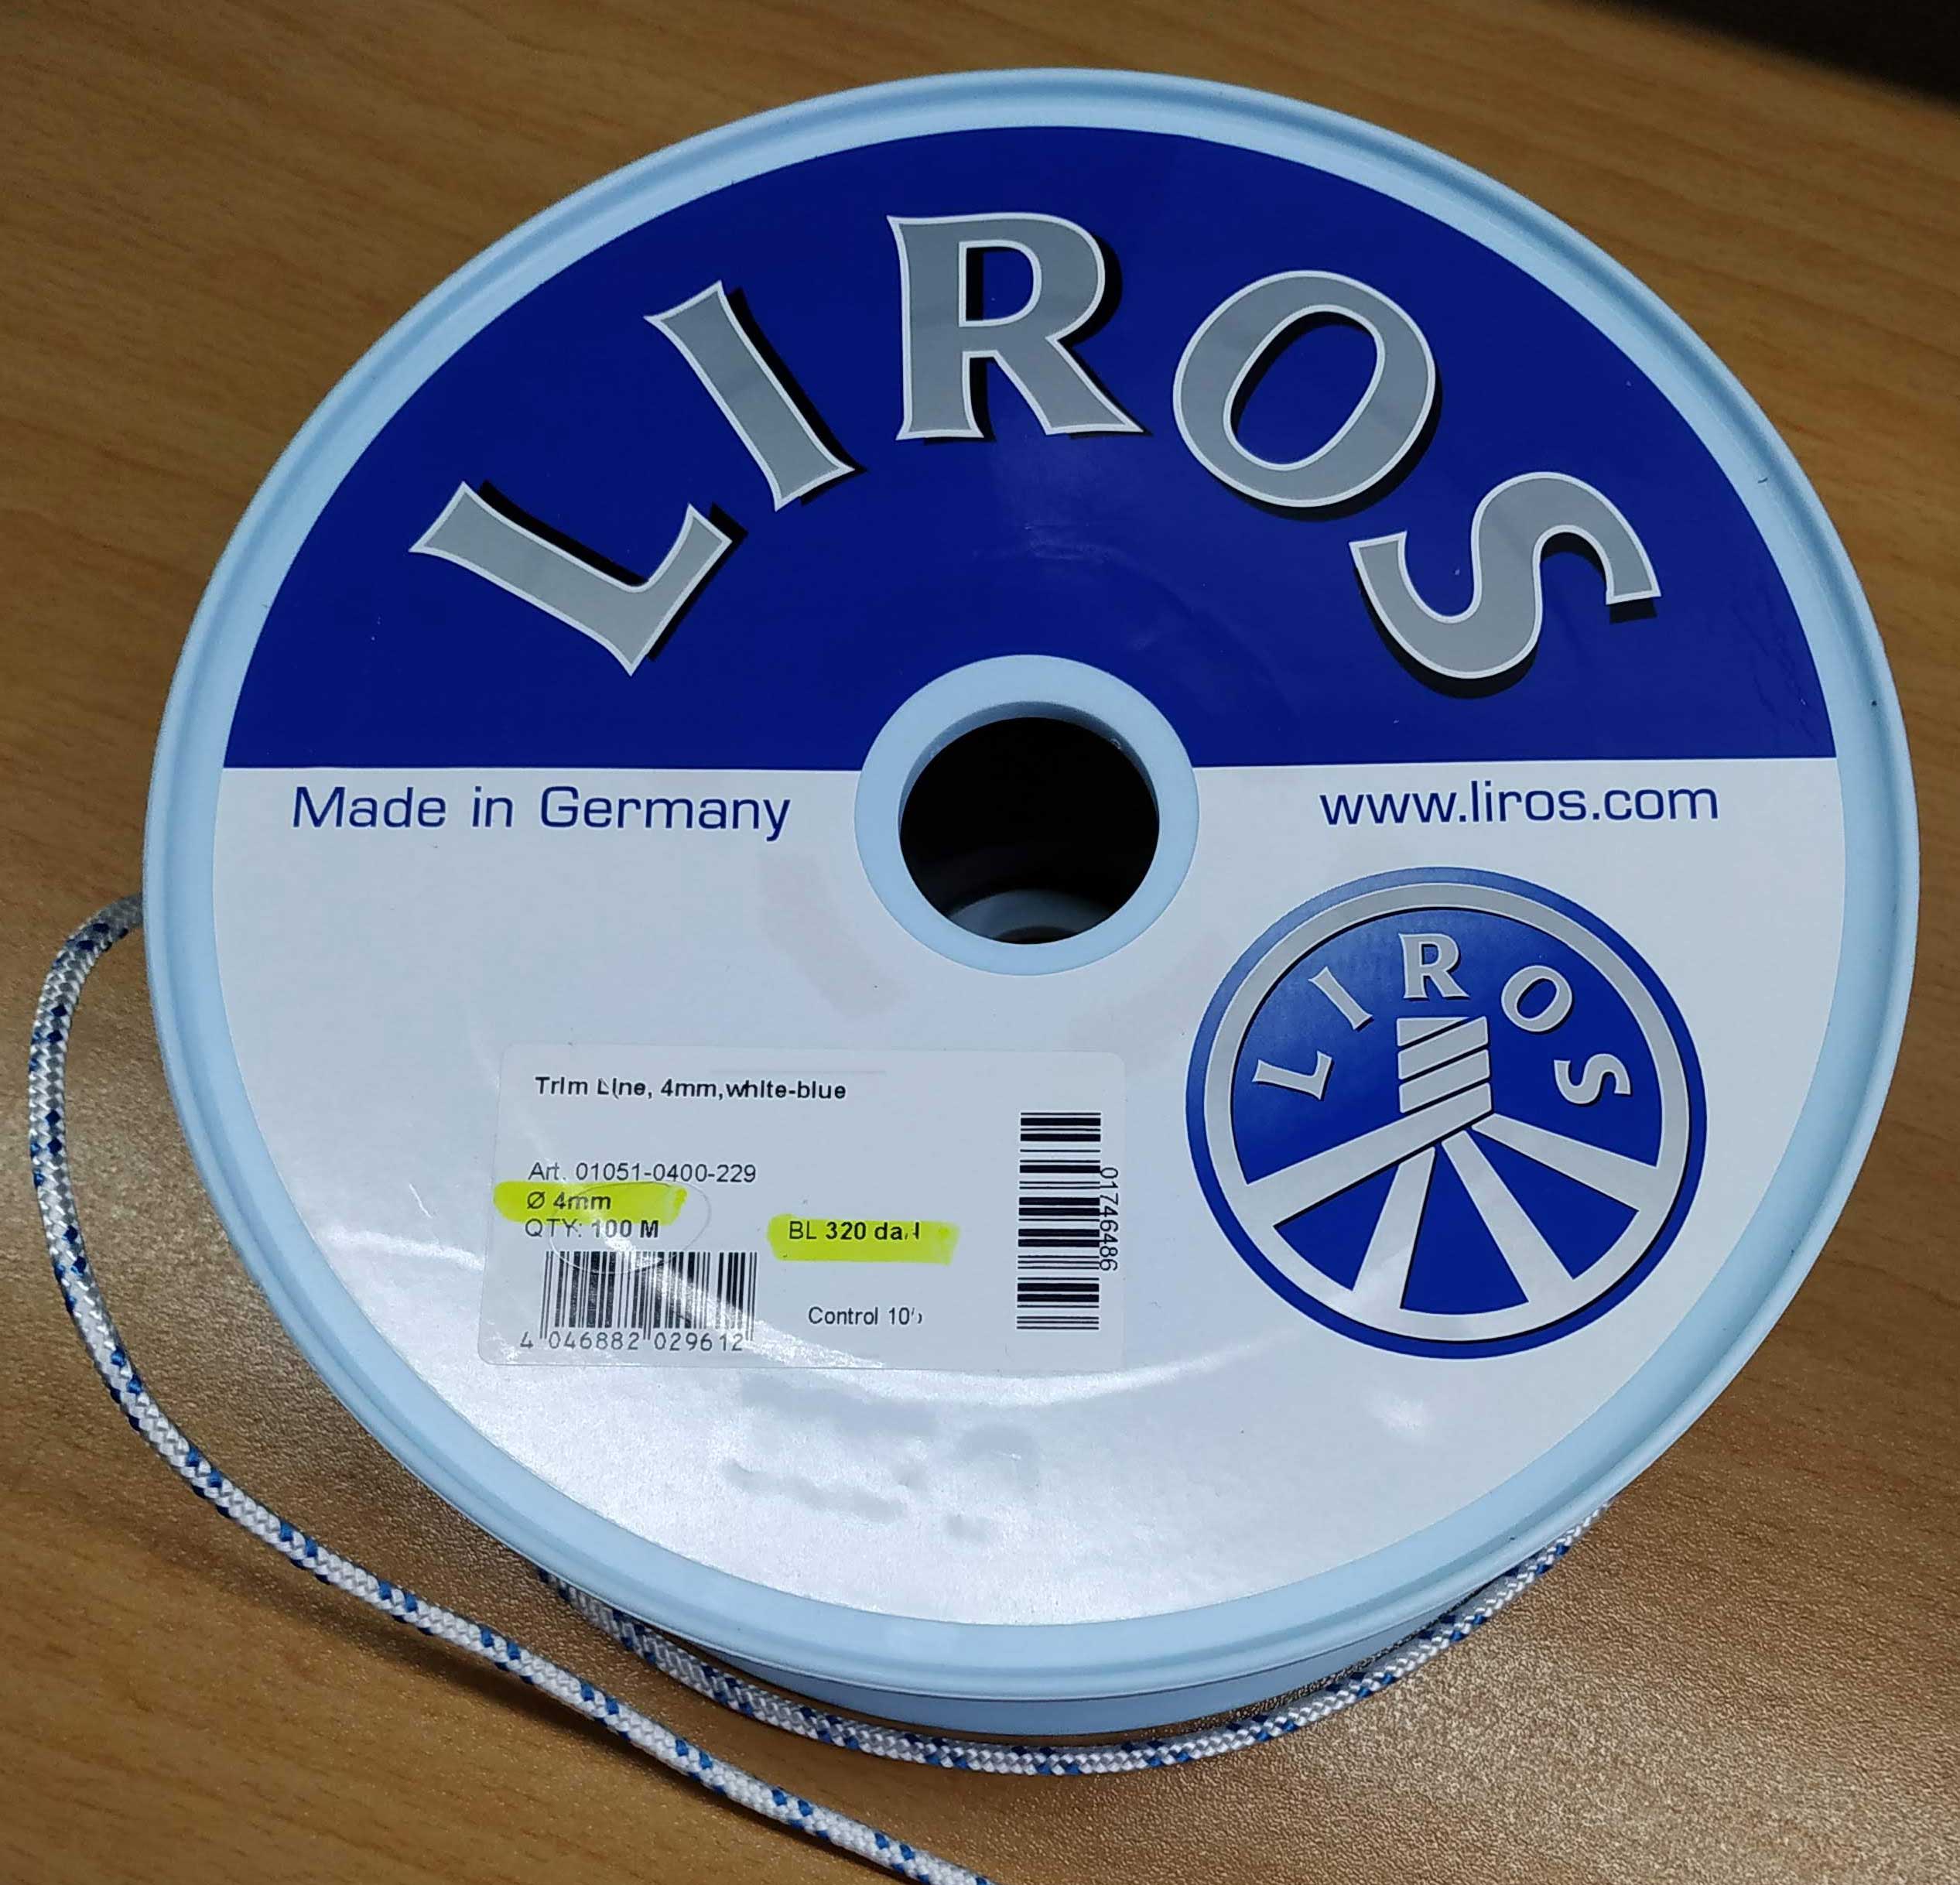 LIROS
Made in Germany
www.liros.com
LIROS
Trim Line, 4mm,white-blue
Art. 01051-0400-229
Ø 4mm
QTY: 100 M
BL 320
01746486
4 046882 029612
Control